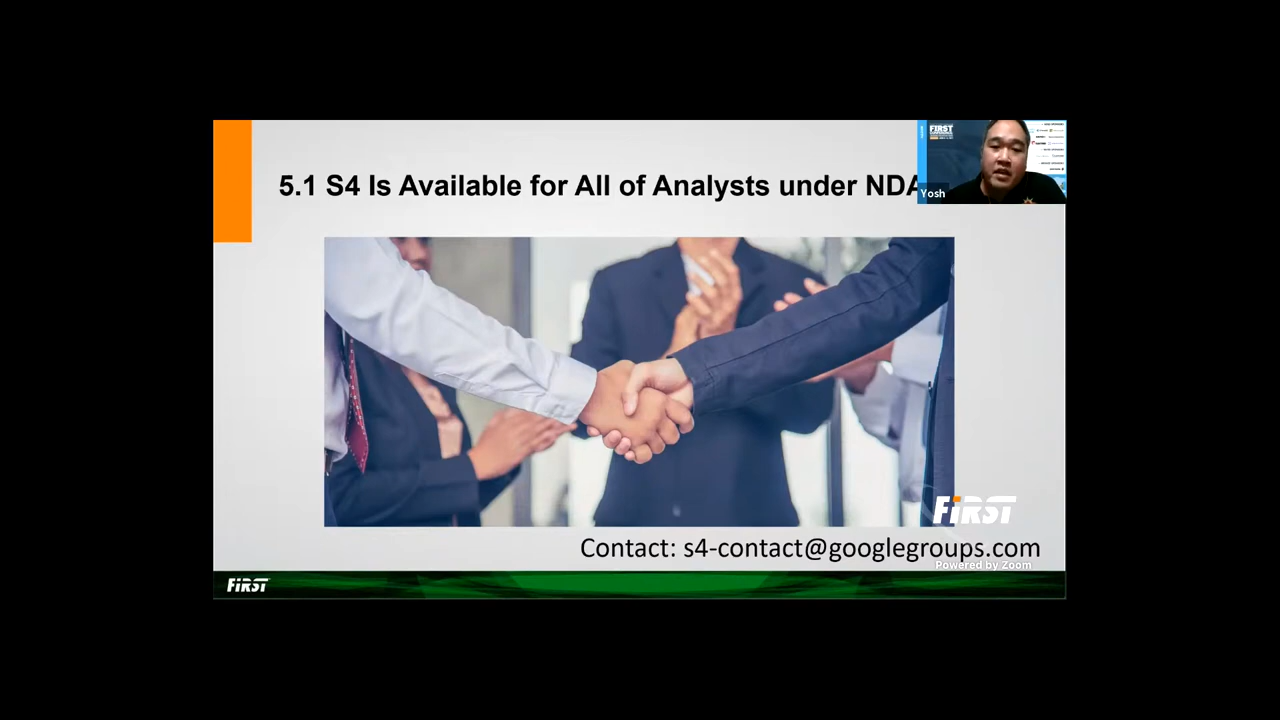 5.1 S4 Is Available for All of Analysts under NDA
FIRST
Yosh
FiRST
Contact: s4-contact@googlegroups.com
Powered by Zoom
FiRST